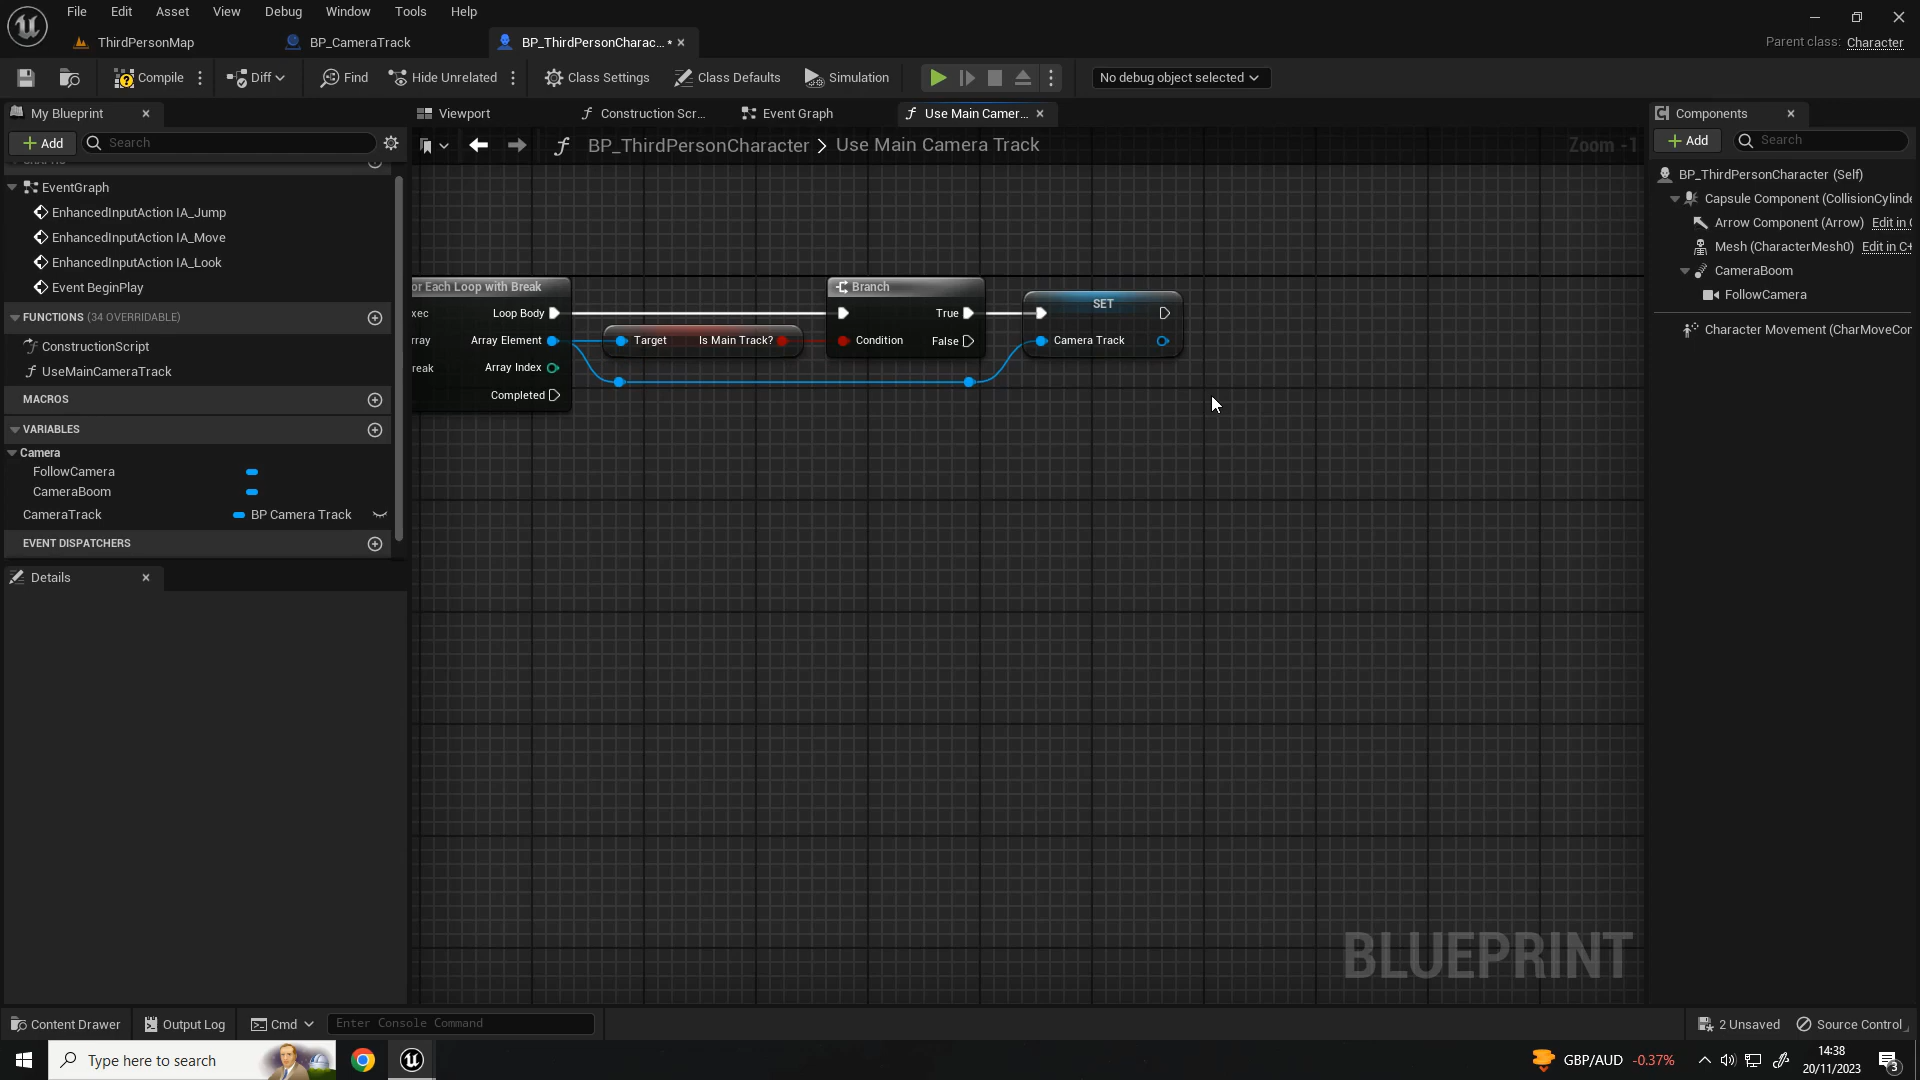 File Edit Asset View Debug Window Tools Help
ThirdPersonMap
BP_CameraTrack
BP_ThirdPersonCharac... •
Parent class: Character
Compile
Diff
Find
Hide Unrelated
Class Settings
Class Defaults
Simulation
No debug object selected
My Blueprint
Viewport
Construction Scr...
Event Graph
Use Main Camer...
Components
Add
Search
BP_ThirdPersonCharacter > Use Main Camera Track
Zoom -1
Add
Search
EventGraph
EnhancedInputAction IA_Jump
EnhancedInputAction IA_Move
EnhancedInputAction IA_Look
Event BeginPlay
FUNCTIONS (34 OVERRIDABLE)
ConstructionScript
UseMainCameraTrack
MACROS
VARIABLES
Camera
FollowCamera
CameraBoom
CameraTrack
BP Camera Track
EVENT DISPATCHERS
Details
or Each Loop with Break
xec
Loop Body
rray
Array Element
Array Index
reak
Completed
Target
Is Main Track?
Branch
True
Condition
False
SET
Camera Track
BLUEPRINT
BP_ThirdPersonCharacter (Self)
Capsule Component (CollisionCylinde
Arrow Component (Arrow) Edit in C
Mesh (CharacterMesh0) Edit in C+
CameraBoom
FollowCamera
Character Movement (CharMoveCor
Content Drawer
Output Log
Cmd
Enter Console Command
2 Unsaved
Source Control
Type here to search
GBP/AUD -0.37%
14:38
20/11/2023
3